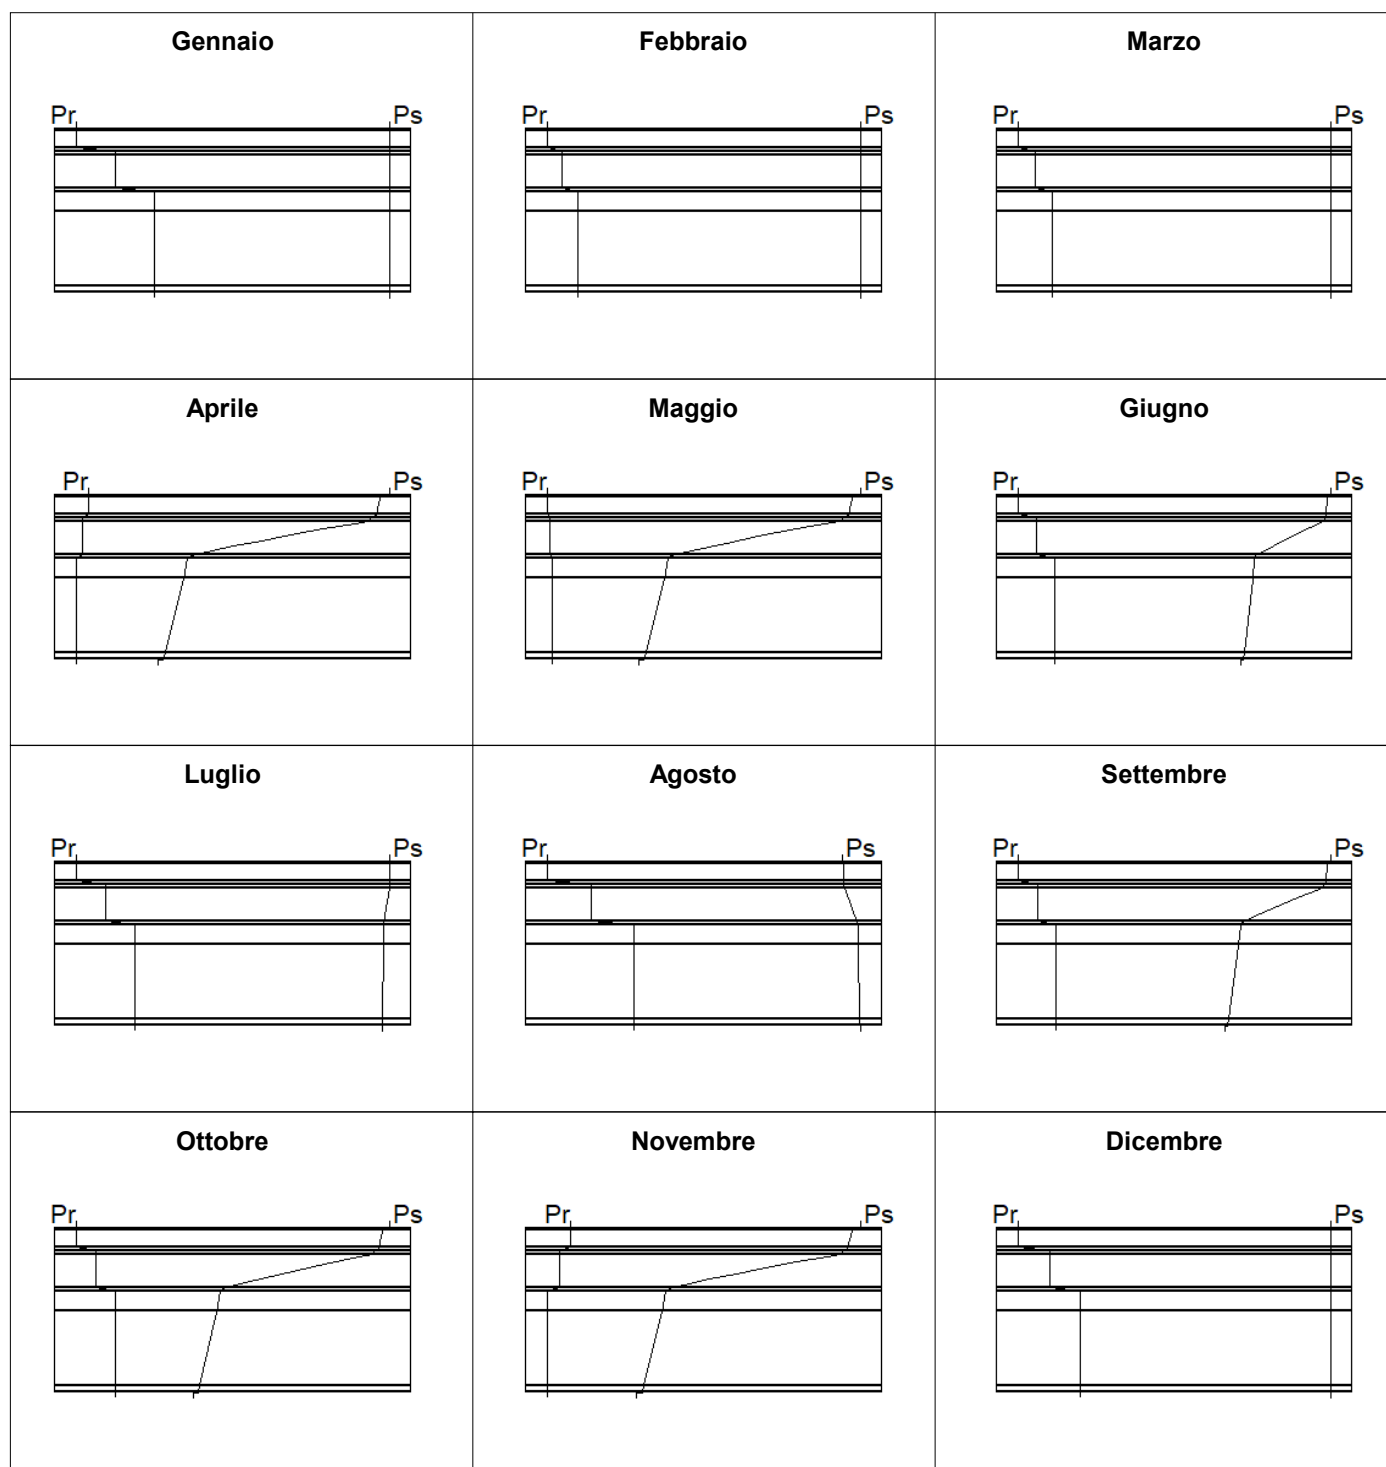 Gennaio Febbraio Marzo
Pr Ps Pr Ps Pr Ps
Aprile Maggio Giugno
Pr Ps Pr Ps Pr Ps
Luglio Agosto Settembre
Pr Ps Pr Ps Pr Ps
Ottobre Novembre Dicembre
Pr Ps Pr Ps Pr Ps